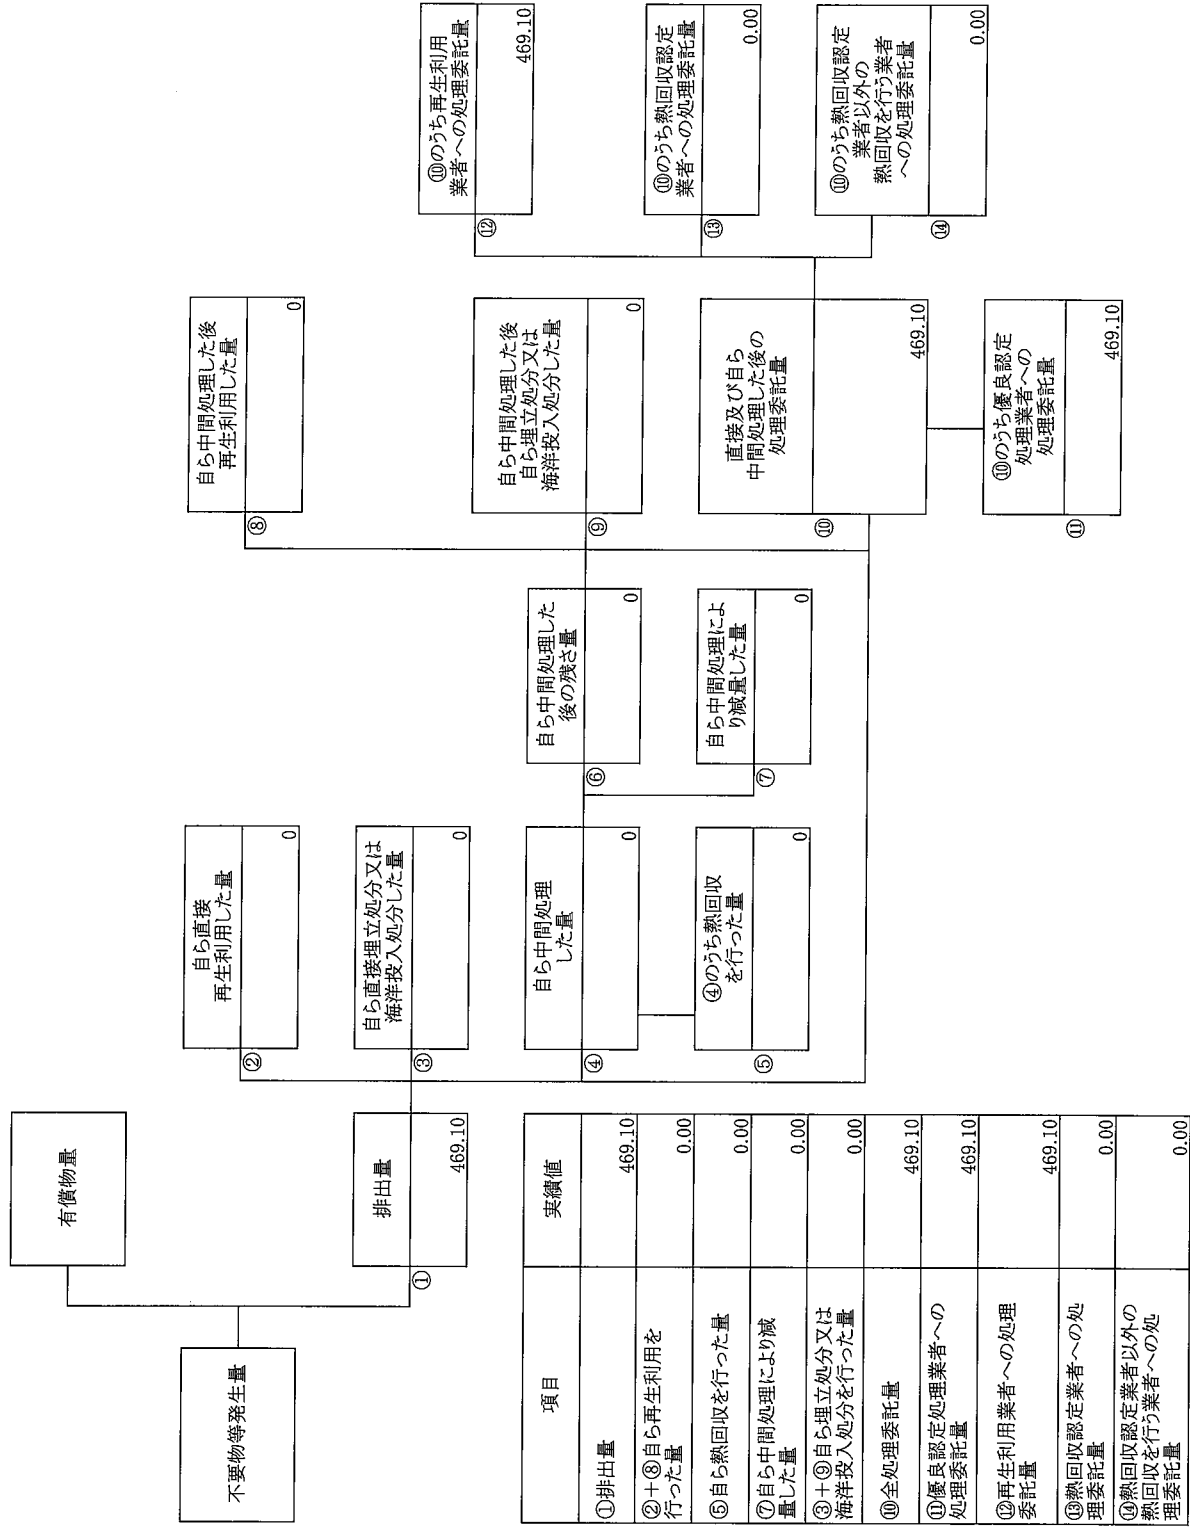 不要物等発生量
有償物量
①
排出量
469.10
②
自ら直接
再生利用した量
0
③
自ら直接埋立処分又は
海洋投入処分した量
0
④
自ら中間処理
した量
0
⑤
④のうち熱回収
を行った量
0
⑥
自ら中間処理した
後の残さ量
0
⑦
自ら中間処理によ
り減量した量
0
⑧
自ら中間処理した後
再生利用した量
0
⑨
自ら中間処理した後
自ら埋立処分又は
海洋投入処分した量
0
⑩
直接及び自ら
中間処理した後の
処理委託量
469.10
⑪
⑩のうち優良認定
処理業者への
処理委託量
469.10
⑫
⑩のうち再生利用
業者への処理委託量
469.10
⑬
⑩のうち熱回収認定
業者への処理委託量
0.00
⑭
⑩のうち熱回収認定
業者以外の
熱回収を行う業者
への処理委託量
0.00
項目
実績値
①排出量
469.10
②+⑧自ら再生利用を
行った量
0.00
⑤自ら熱回収を行った量
0.00
⑦自ら中間処理により減
量した量
0.00
③+⑨自ら埋立処分又は
海洋投入処分を行った量
0.00
⑩全処理委託量
469.10
⑪優良認定処理業者への
処理委託量
469.10
⑫再生利用業者への処理
委託量
469.10
⑬熱回収認定業者への処
理委託量
0.00
⑭熱回収認定業者以外の
熱回収を行う業者への処
理委託量
0.00